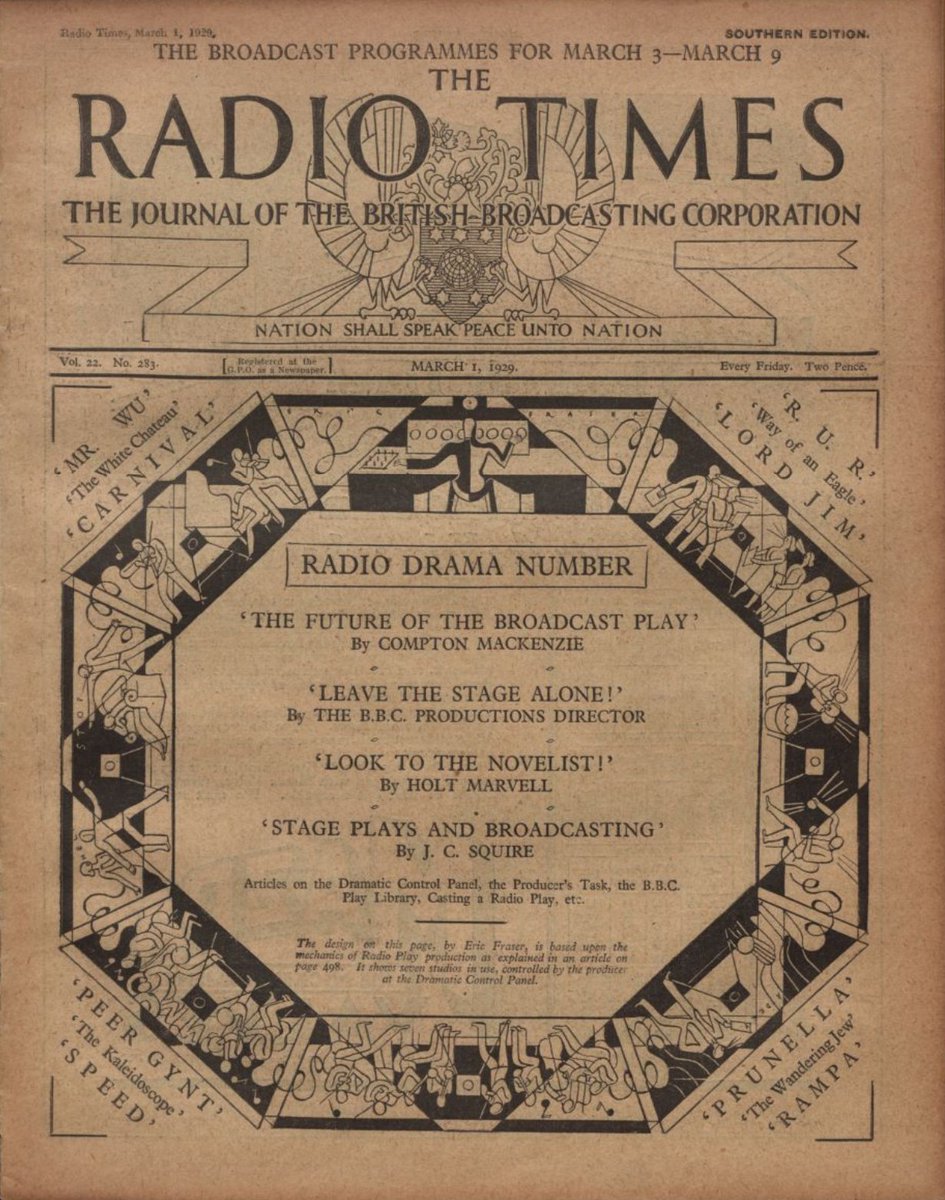 Radio Times, March 1, 1929.
SOUTHERN EDITION.
THE BROADCAST PROGRAMMES FOR MARCH 3—MARCH 9
THE
RADIO TIMES
THE JOURNAL OF THE BRITISH BROADCASTING CORPORATION
NATION SHALL SPEAK PEACE UNTO NATION
Vol. 22. No. 283.
[Registered at the
G.P.O. as a Newspaper.]
MARCH 1, 1929.
Every Friday. Two Pence.
'MR. WU'
'The White Chateau'
'CARNIVAL'
'R. U. R.'
'Way of an Eagle'
'LORD JIM'
ERIC FRASER
RADIO DRAMA NUMBER
'THE FUTURE OF THE BROADCAST PLAY'
By COMPTON MACKENZIE
'LEAVE THE STAGE ALONE!'
By THE B.B.C. PRODUCTIONS DIRECTOR
'LOOK TO THE NOVELIST!'
By HOLT MARVELL
'STAGE PLAYS AND BROADCASTING'
By J. C. SQUIRE
Articles on the Dramatic Control Panel, the Producer's Task, the B.B.C.
Play Library, Casting a Radio Play, etc.
The design on this page, by Eric Fraser, is based upon the
mechanics of Radio Play production as explained in an article on
page 498. It shows seven studios in use, controlled by the producer
at the Dramatic Control Panel.
'PEER GYNT'
'The Kaleidoscope'
'SPEED'
'PRUNELLA'
'The Wandering Jew'
'RAMPA'